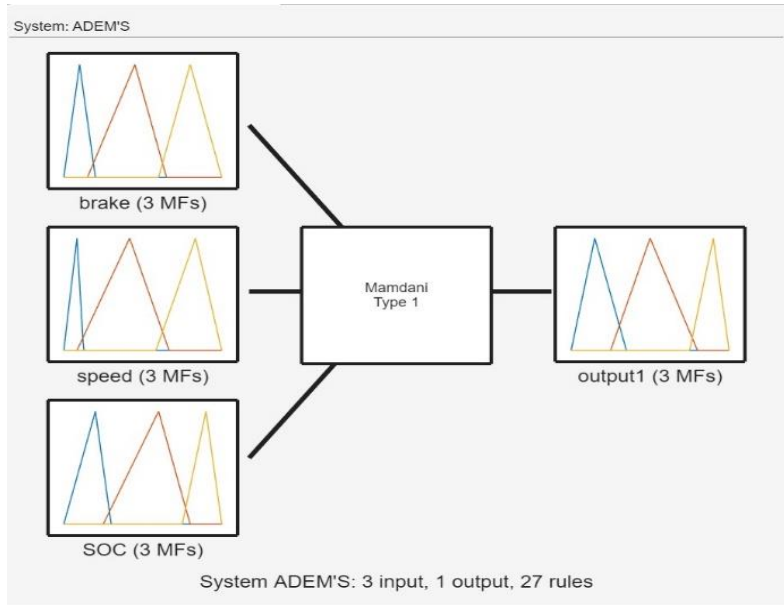 System: ADEM'S
brake (3 MFs)
speed (3 MFs)
SOC (3 MFs)
Mamdani
Type 1
output1 (3 MFs)
System ADEM'S: 3 input, 1 output, 27 rules